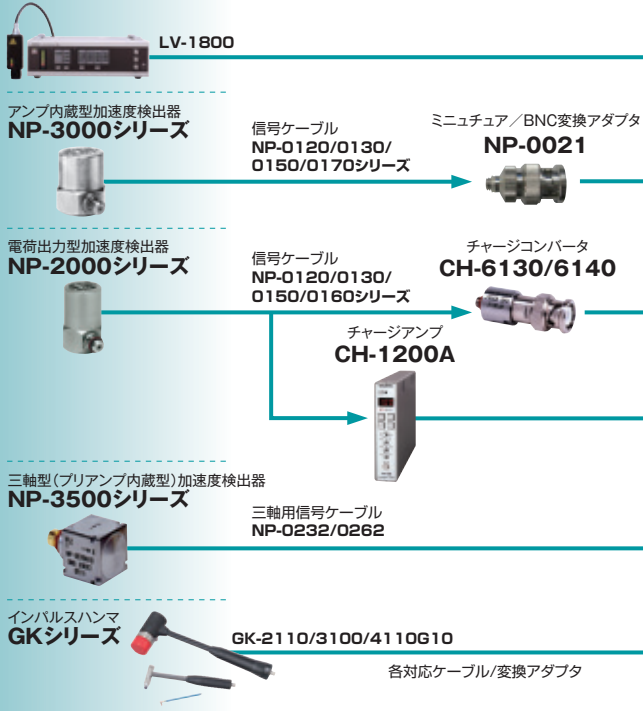 LV-1800
アンプ内蔵型加速度検出器
NP-3000シリーズ
信号ケーブル
NP-0120/0130/
0150/0170シリーズ
ミニュチュア／BNC変換アダプタ
NP-0021
電荷出力型加速度検出器
NP-2000シリーズ
信号ケーブル
NP-0120/0130/
0150/0160シリーズ
チャージコンバータ
CH-6130/6140
チャージアンプ
CH-1200A
三軸型(プリアンプ内蔵型)加速度検出器
NP-3500シリーズ
三軸用信号ケーブル
NP-0232/0262
インパルスハンマ
GKシリーズ
GK-2110/3100/4110G10
各対応ケーブル/変換アダプタ